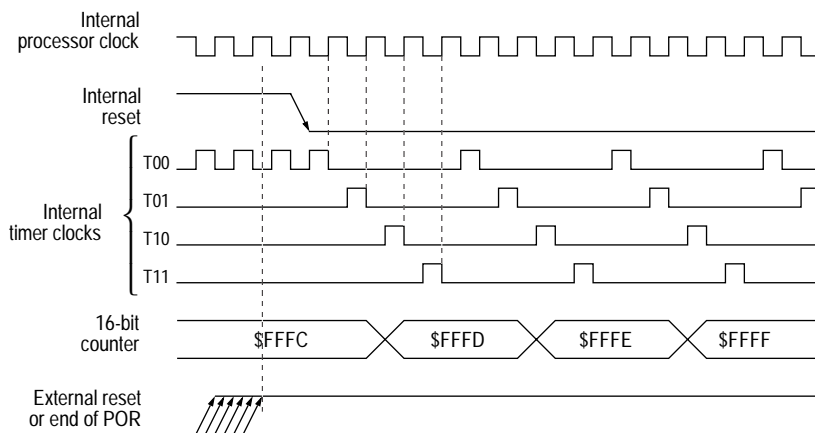 Internal
processor clock
Internal
reset
T00
T01
Internal
timer clocks
T10
T11
16-bit
counter
$FFFC
$FFFD
$FFFE
$FFFF
External reset
or end of POR